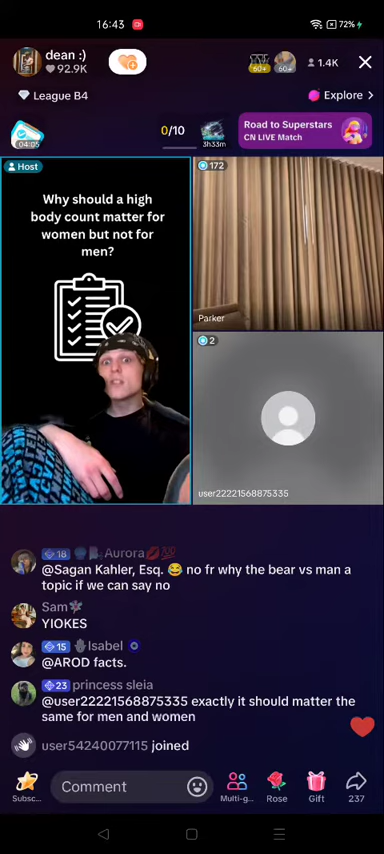 16:43
72%
dean :)
92.9K
60+
60+
1.4K
League B4
Explore
04:05
0/10
3h33m
Road to Superstars
CN LIVE Match
Host
172
Why should a high
body count matter for
women but not for
men?
Parker
2
user22221568875335
18 Aurora
@Sagan Kahler, Esq. 😂 no fr why the bear vs man a
topic if we can say no
Sam
YIOKES
15 Isabel
@AROD facts.
23 princess sleia
@user22221568875335 exactly it should matter the
same for men and women
user54240077115 joined
Comment
Subsc...
Multi-g...
Rose
Gift
237